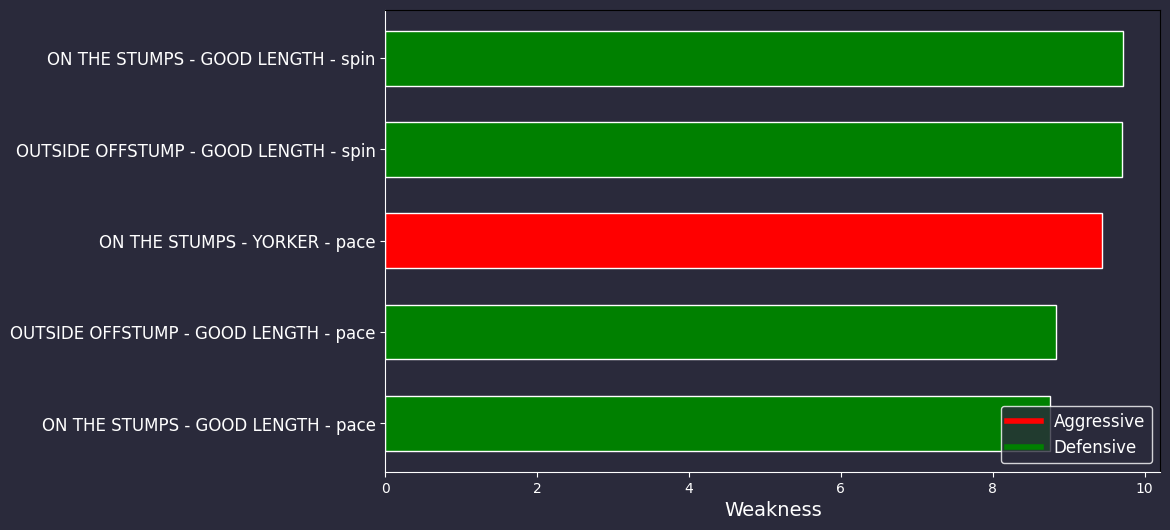 ON THE STUMPS - GOOD LENGTH - spin
OUTSIDE OFFSTUMP - GOOD LENGTH - spin
ON THE STUMPS - YORKER - pace
OUTSIDE OFFSTUMP - GOOD LENGTH - pace
ON THE STUMPS - GOOD LENGTH - pace
Aggressive
Defensive
0 2 4 6 8 10
Weakness